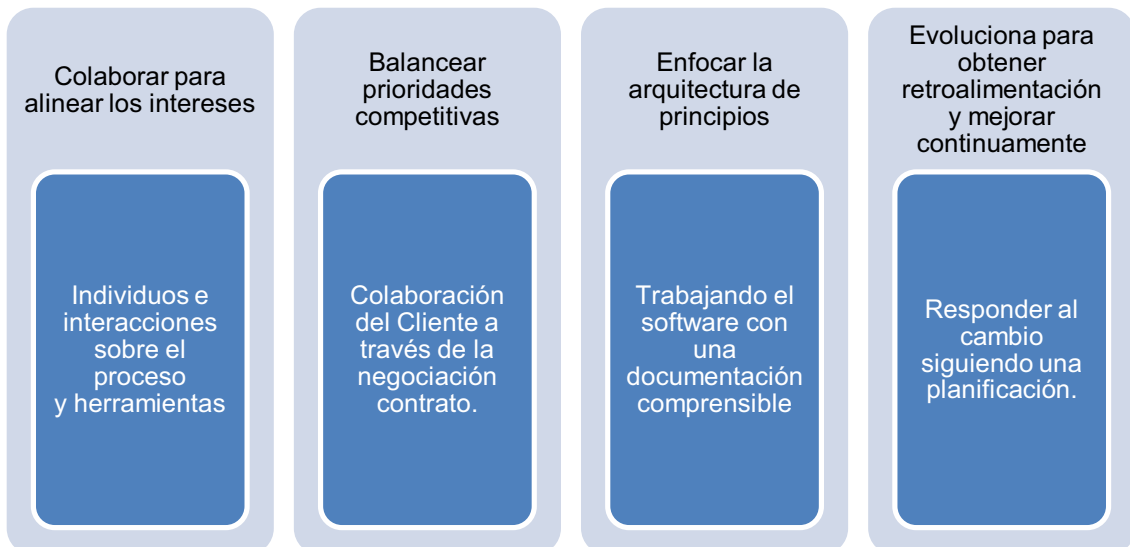 Colaborar para
alinear los intereses
Individuos e
interacciones
sobre el
proceso
y herramientas
Balancear
prioridades
competitivas
Colaboración
del Cliente a
través de la
negociación
contrato.
Enfocar la
arquitectura de
principios
Trabajando el
software con
una
documentación
comprensible
Evoluciona para
obtener
retroalimentación
y mejorar
continuamente
Responder al
cambio
siguiendo una
planificación.